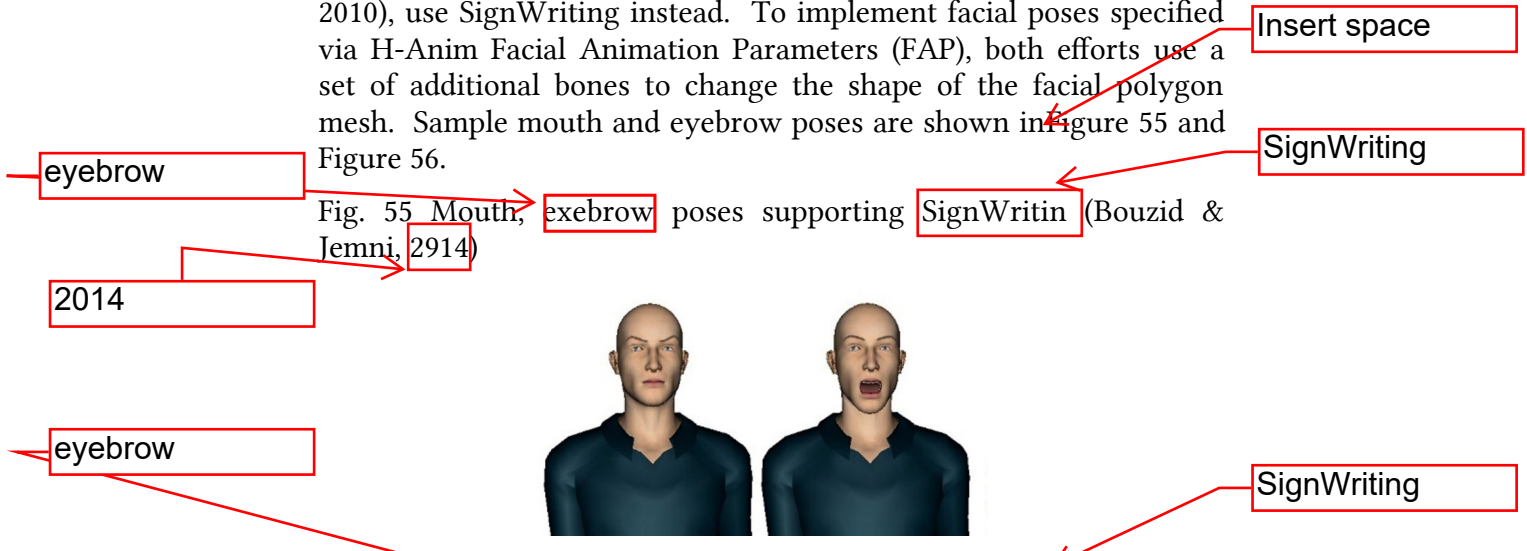 2010), use SignWriting instead. To implement facial poses specified
via H-Anim Facial Animation Parameters (FAP), both efforts use a
set of additional bones to change the shape of the facial polygon
mesh. Sample mouth and eyebrow poses are shown inFigure 55 and
Figure 56.
Insert space
SignWriting
eyebrow
Fig. 55 Mouth, exebrow poses supporting SignWritin (Bouzid &
Jemni, 2914)
2014
eyebrow
SignWriting